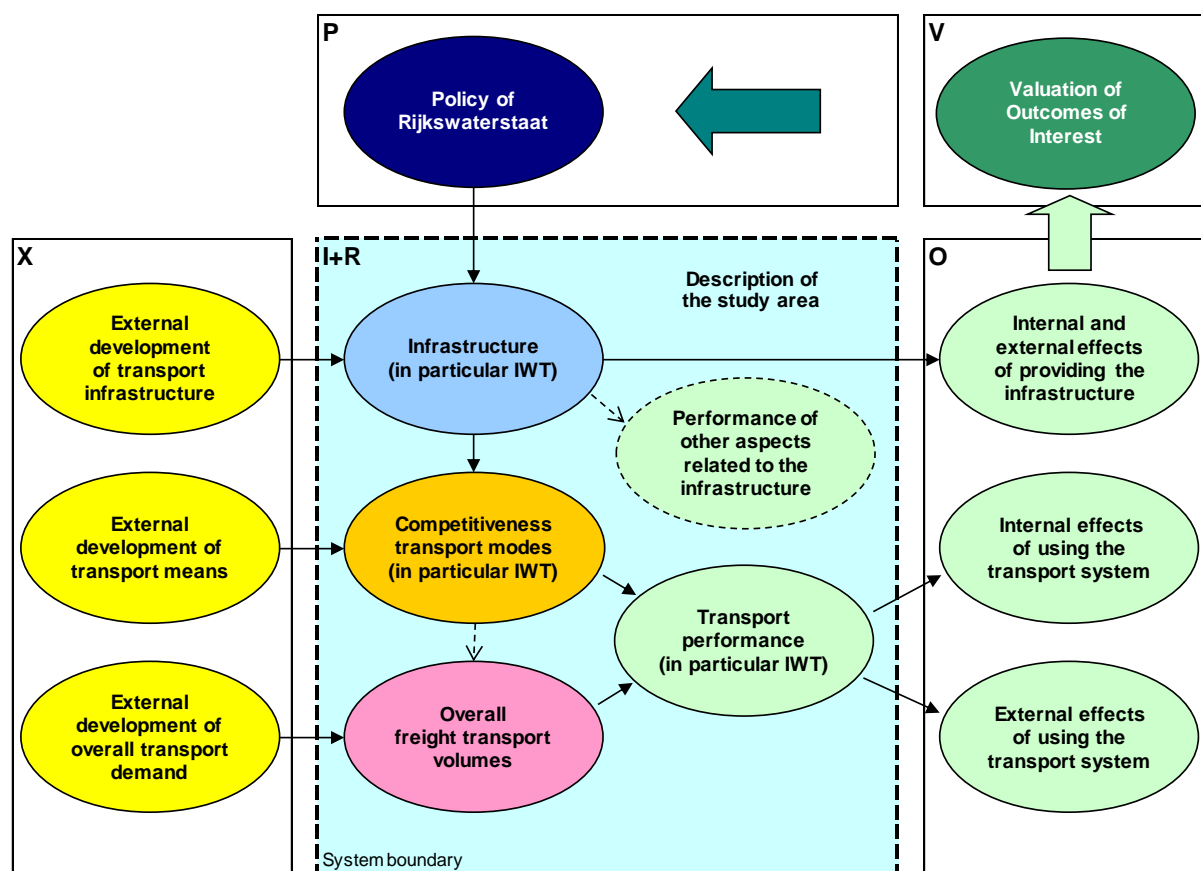 P
Policy of
Rijkswaterstaat
V
Valuation of
Outcomes of
Interest
X
External
development
of transport
infrastructure
External
development of
transport means
External
development of
overall transport
demand
I+R
Description of
the study area
Infrastructure
(in particular IWT)
Performance of
other aspects
related to the
infrastructure
Competitiveness
transport modes
(in particular IWT)
Transport
performance
(in particular IWT)
Overall
freight transport
volumes
System boundary
O
Internal and
external effects
of providing the
infrastructure
Internal effects
of using the
transport system
External effects
of using the
transport system